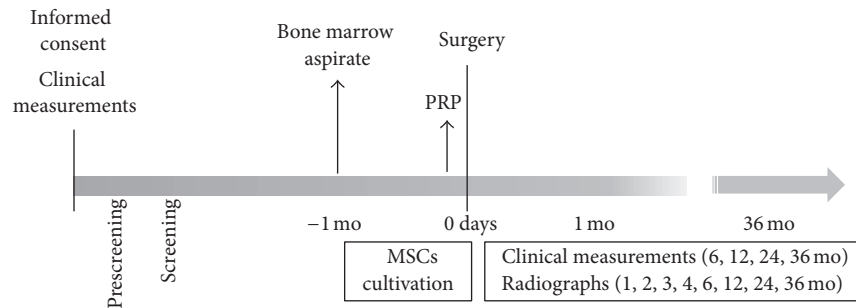 Informed
consent
Clinical
measurements
Bone marrow
aspirate
Surgery
PRP
Prescreening
Screening
−1 mo
0 days
1 mo
36 mo
MSCs
cultivation
Clinical measurements (6, 12, 24, 36 mo)
Radiographs (1, 2, 3, 4, 6, 12, 24, 36 mo)